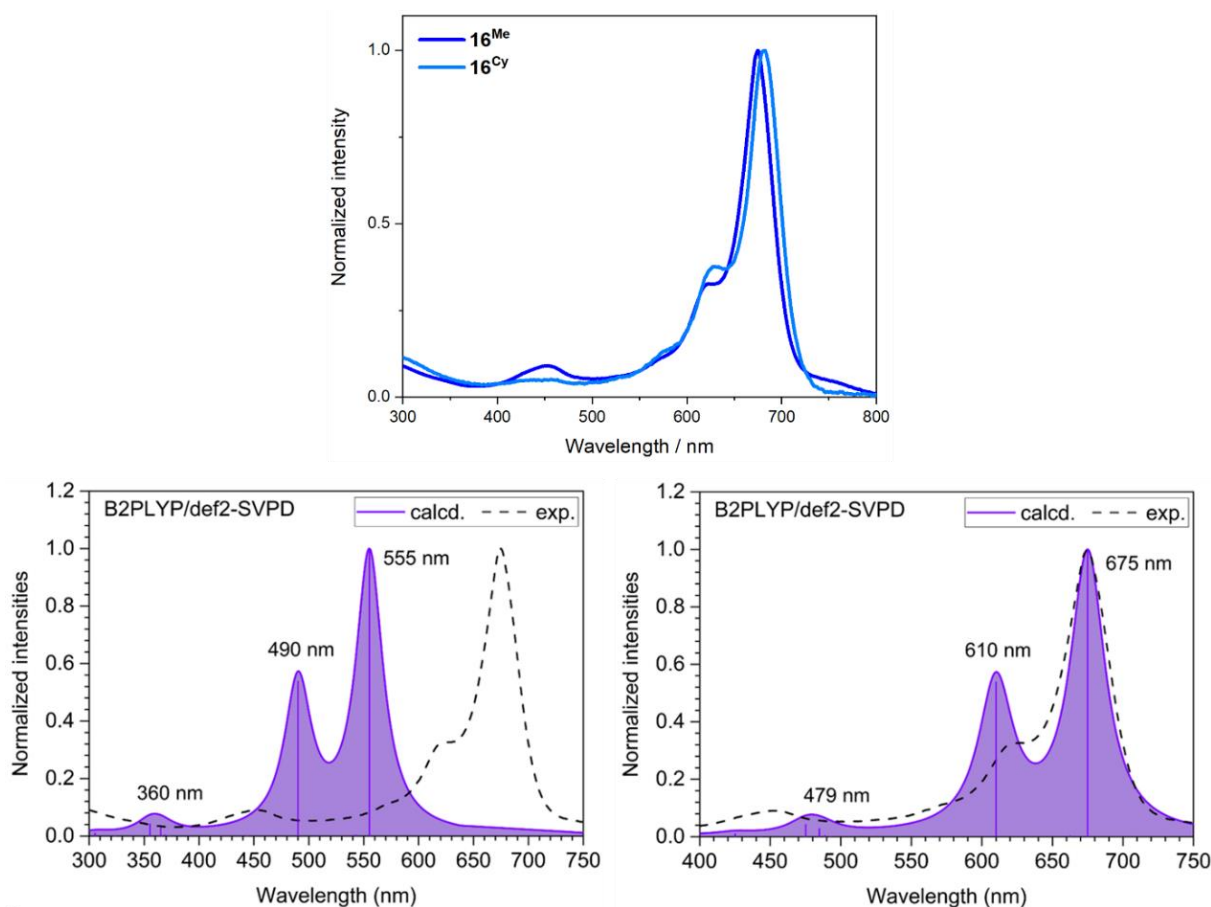 16Me
16Cy
1.0
0.5
0.0
Normalized intensity
300 400 500 600 700 800
Wavelength / nm
B2PLYP/def2-SVPD
calcd. exp.
1.2
1.0
0.8
0.6
0.4
0.2
0.0
Normalized intensities
555 nm
490 nm
360 nm
300 350 400 450 500 550 600 650 700 750
Wavelength (nm)
B2PLYP/def2-SVPD
calcd. exp.
1.2
1.0
0.8
0.6
0.4
0.2
0.0
Normalized intensities
675 nm
610 nm
479 nm
400 450 500 550 600 650 700 750
Wavelength (nm)